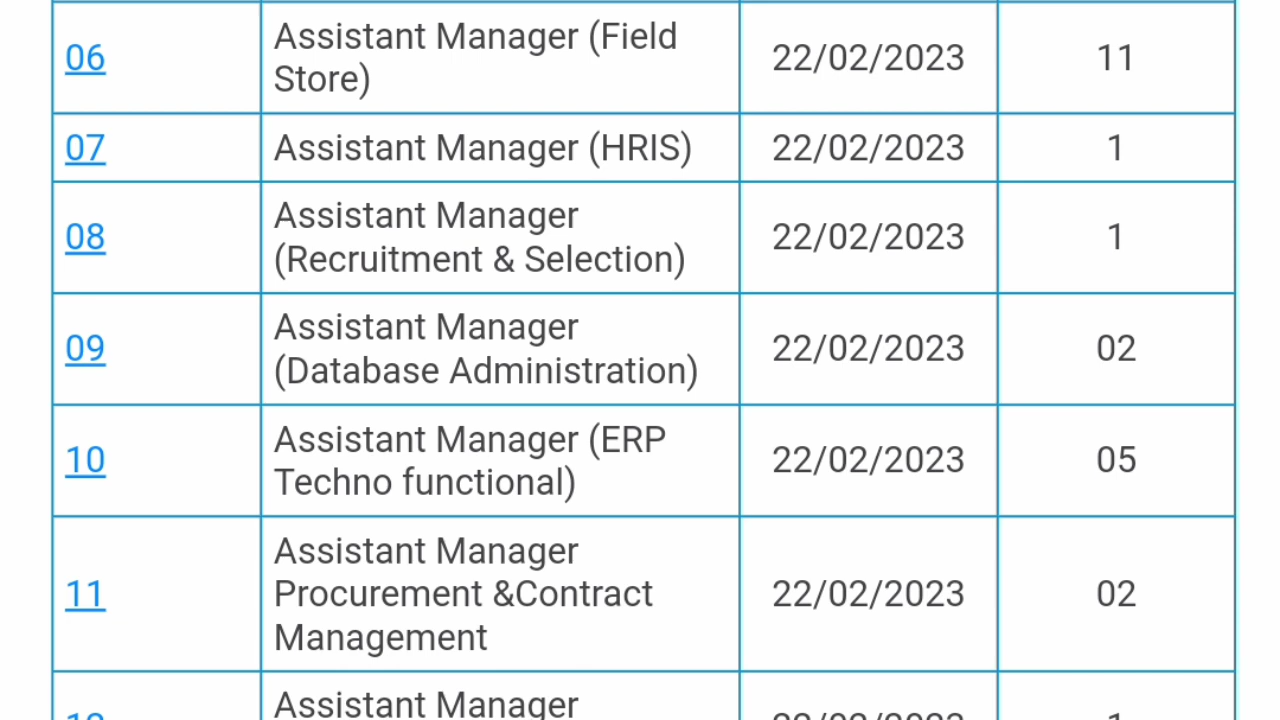 06
Assistant Manager (Field
Store)
22/02/2023
11
07
Assistant Manager (HRIS)
22/02/2023
1
08
Assistant Manager
(Recruitment & Selection)
22/02/2023
1
09
Assistant Manager
(Database Administration)
22/02/2023
02
10
Assistant Manager (ERP
Techno functional)
22/02/2023
05
11
Assistant Manager
Procurement &Contract
Management
22/02/2023
02
Assistant Manager